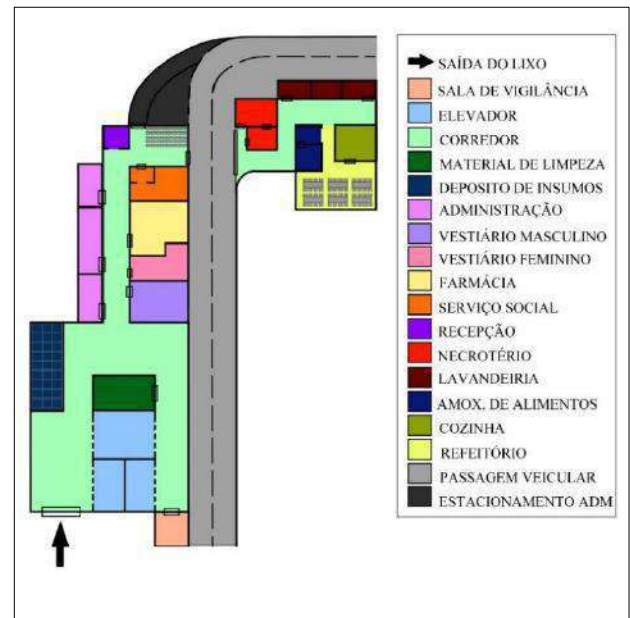 SAÍDA DO LIXO
SALA DE VIGILÂNCIA
ELEVADOR
CORREDOR
MATERIAL DE LIMPEZA
DEPOSITO DE INSUMOS
ADMINISTRAÇÃO
VESTIÁRIO MASCULINO
VESTIÁRIO FEMININO
FARMÁCIA
SERVIÇO SOCIAL
RECEPÇÃO
NECROTÉRIO
LAVANDEIRIA
AMOX. DE ALIMENTOS
COZINHA
REFEITÓRIO
PASSAGEM VEICULAR
ESTACIONAMENTO ADM